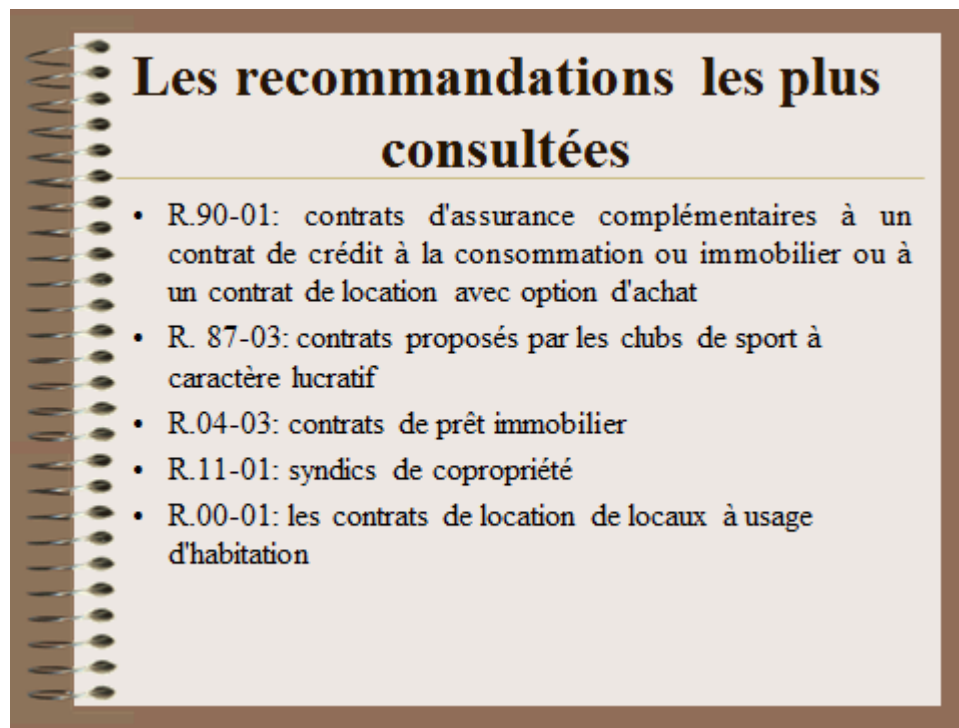 Les recommandations les plus
consultées
• R.90-01: contrats d'assurance complémentaires à un
contrat de crédit à la consommation ou immobilier ou à
un contrat de location avec option d'achat
• R. 87-03: contrats proposés par les clubs de sport à
caractère lucratif
• R.04-03: contrats de prêt immobilier
• R.11-01: syndics de copropriété
• R.00-01: les contrats de location de locaux à usage
d'habitation